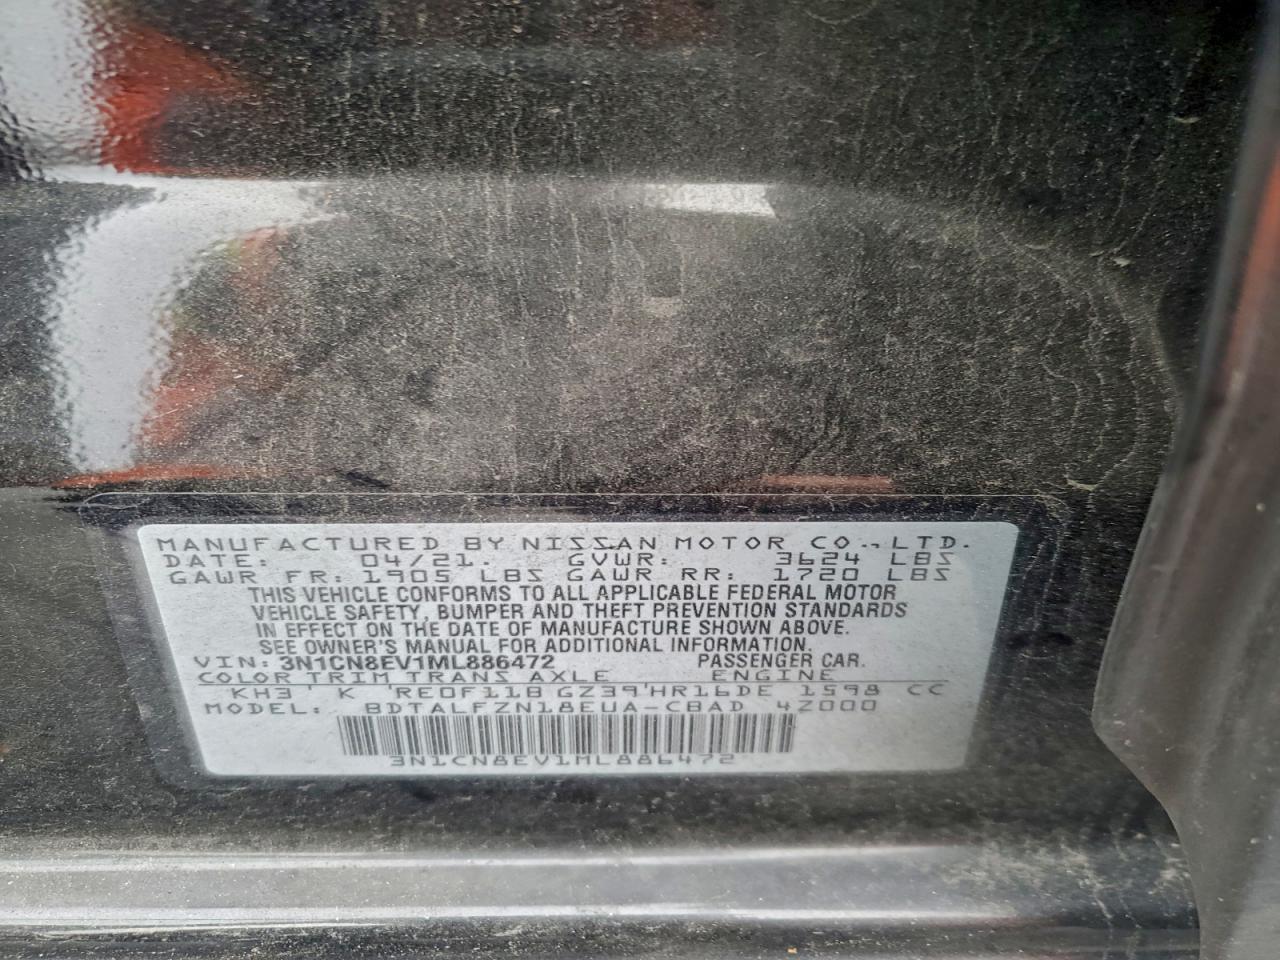 MANUFACTURED BY NISSAN MOTOR CO., LTD.
DATE: 04/21. GVWR: 3624 LBS
GAWR FR: 1905 LBS GAWR RR: 1720 LBS
THIS VEHICLE CONFORMS TO ALL APPLICABLE FEDERAL MOTOR
VEHICLE SAFETY, BUMPER AND THEFT PREVENTION STANDARDS
IN EFFECT ON THE DATE OF MANUFACTURE SHOWN ABOVE.
SEE OWNER'S MANUAL FOR ADDITIONAL INFORMATION.
VIN: 3N1CN8EV1ML886472 PASSENGER CAR.
COLOR TRIM TRANS AXLE ENGINE
KH3' K 'RE0F11B GZ39'HR16DE 1598 CC
MODEL: BDTALFZN18EUA-CBAD 4Z000
3N1CN8EV1ML886472